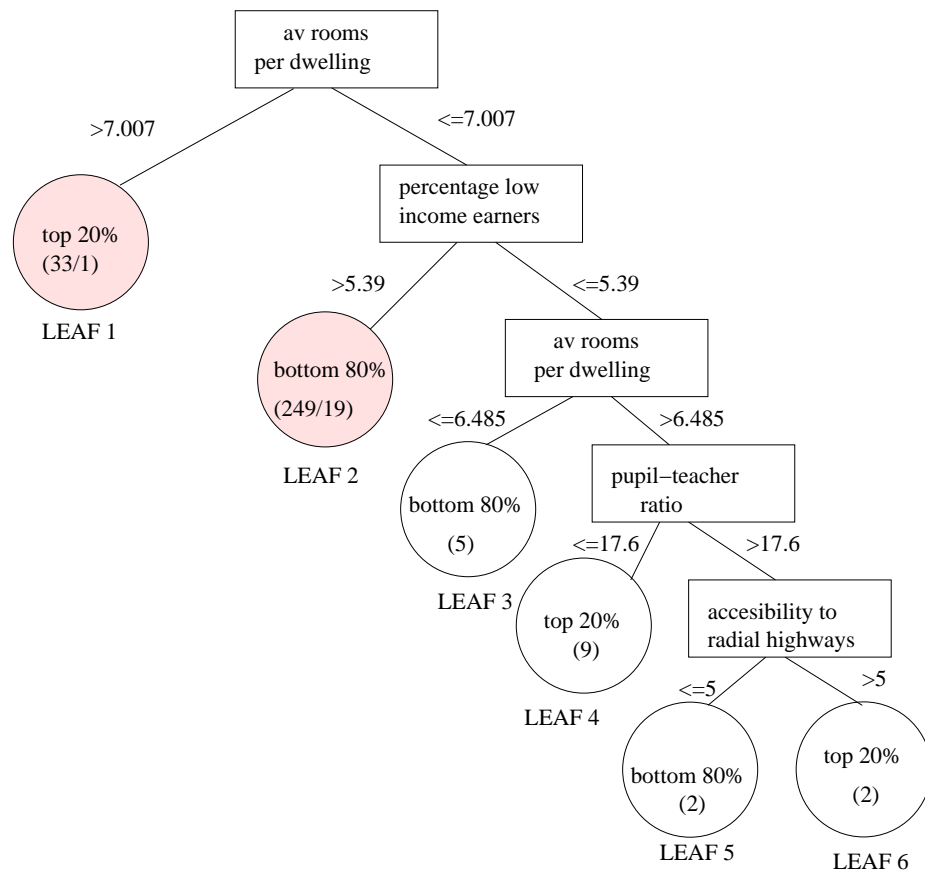 av rooms
per dwelling
>7.007
<=7.007
percentage low
income earners
top 20%
(33/1)
LEAF 1
>5.39
<=5.39
av rooms
per dwelling
bottom 80%
(249/19)
LEAF 2
<=6.485
>6.485
pupil−teacher
ratio
bottom 80%
(5)
LEAF 3
<=17.6
>17.6
accesibility to
radial highways
top 20%
(9)
LEAF 4
<=5
>5
bottom 80%
(2)
LEAF 5
top 20%
(2)
LEAF 6